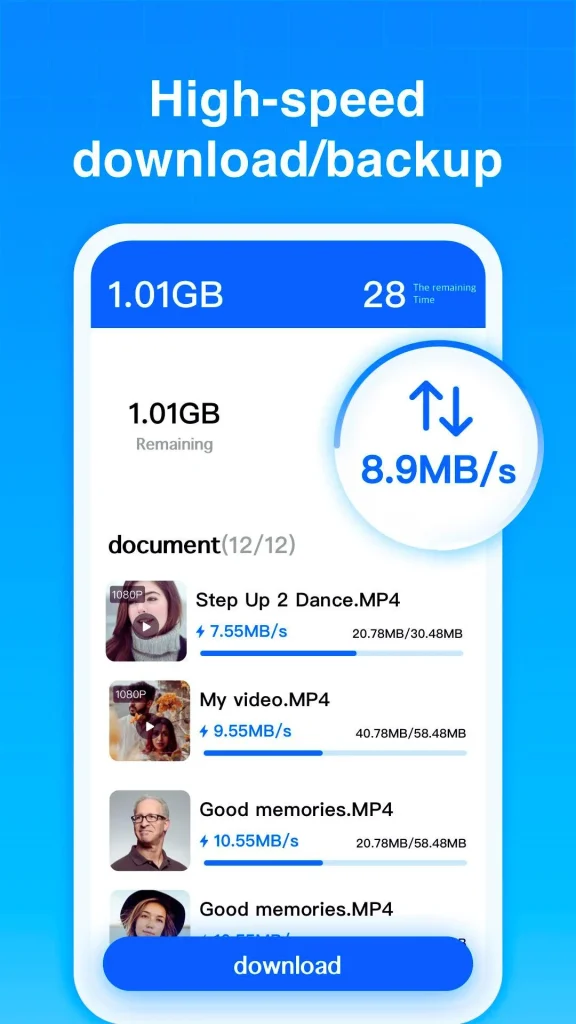 High-speed
download/backup
1.01GB
28 The remaining
Time
1.01GB
Remaining
8.9MB/s
document(12/12)
1080P
Step Up 2 Dance.MP4
7.55MB/s 20.78MB/30.48MB
1080P
My video.MP4
9.55MB/s 40.78MB/58.48MB
Good memories.MP4
10.55MB/s 20.78MB/58.48MB
Good memories.MP4
download